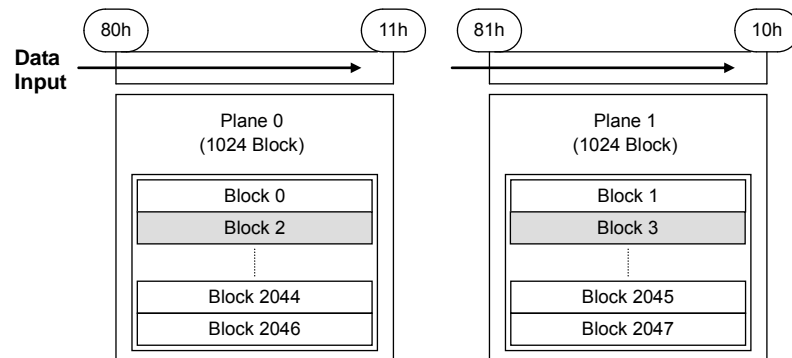 80h 11h 81h 10h
Data
Input
Plane 0
(1024 Block)
Block 0
Block 2
Block 2044
Block 2046
Plane 1
(1024 Block)
Block 1
Block 3
Block 2045
Block 2047